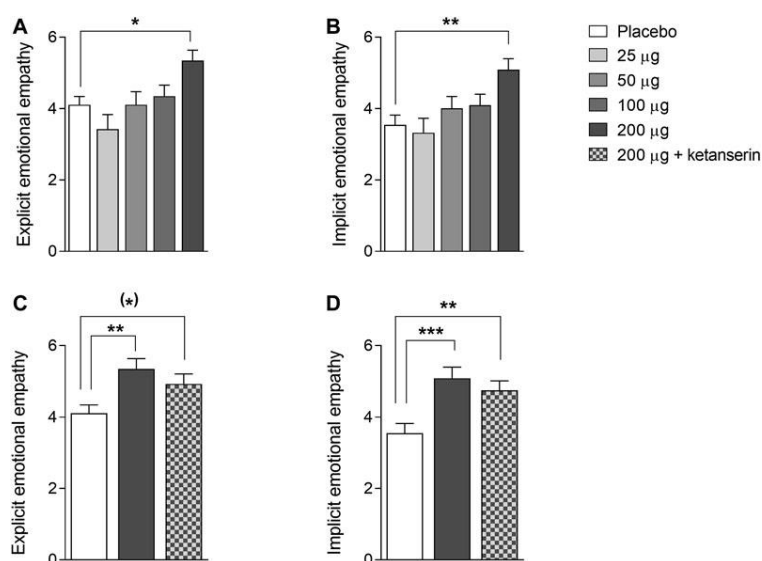 A
*
Explicit emotional empathy
6
4
2
0
B
**
Implicit emotional empathy
6
4
2
0
Placebo
25 µg
50 µg
100 µg
200 µg
200 µg + ketanserin
C
(*)
**
Explicit emotional empathy
6
4
2
0
D
**
***
Implicit emotional empathy
6
4
2
0